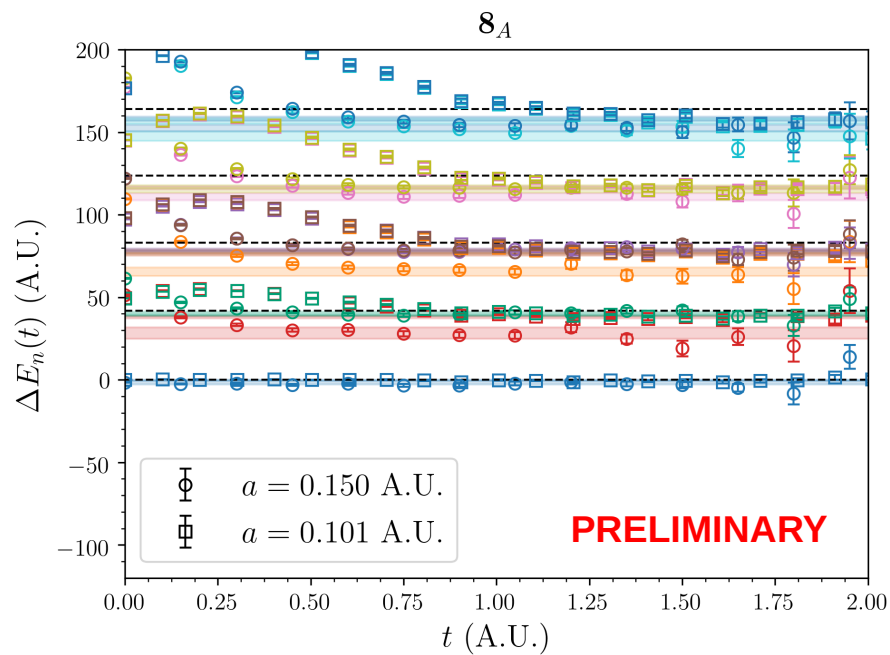 8_A
ΔE_n(t) (A.U.)
200
150
100
50
0
−50
−100
a = 0.150 A.U.
a = 0.101 A.U.
PRELIMINARY
0.00 0.25 0.50 0.75 1.00 1.25 1.50 1.75 2.00
t (A.U.)